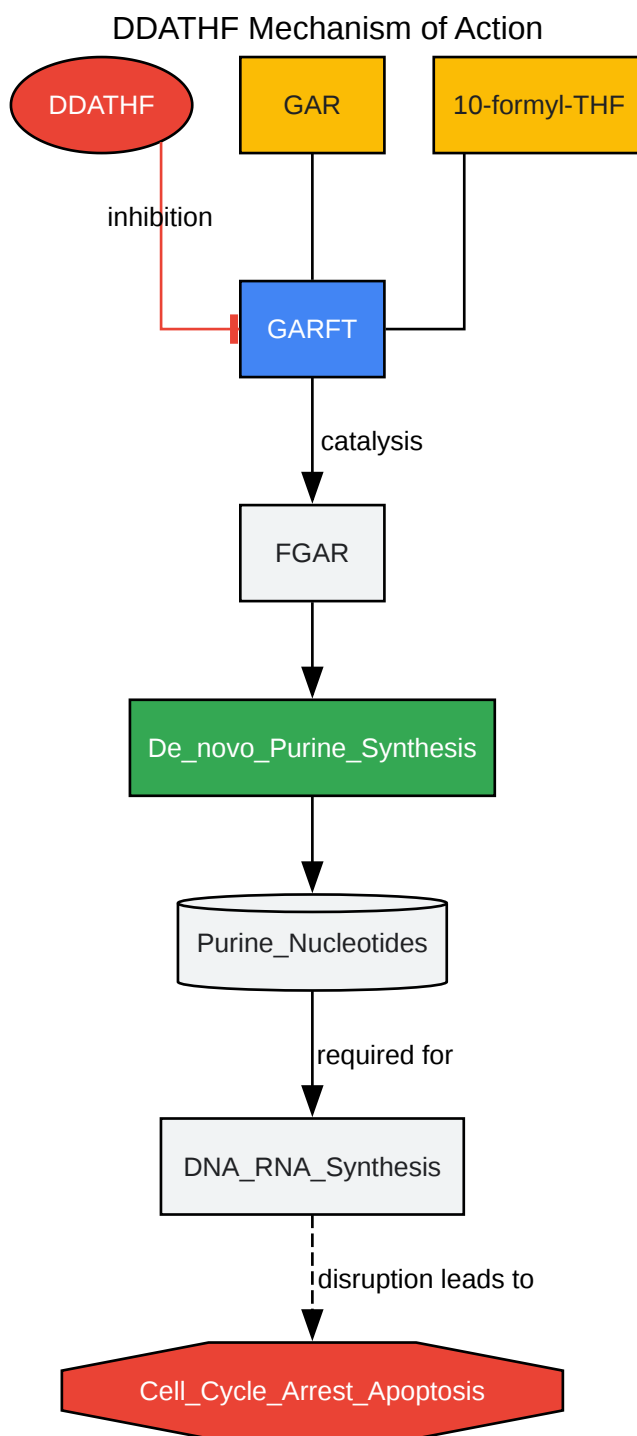 DDATHF Mechanism of Action
DDATHF
GAR
10-formyl-THF
inhibition
GARFT
catalysis
FGAR
De_novo_Purine_Synthesis
Purine_Nucleotides
required for
DNA_RNA_Synthesis
disruption leads to
Cell_Cycle_Arrest_Apoptosis